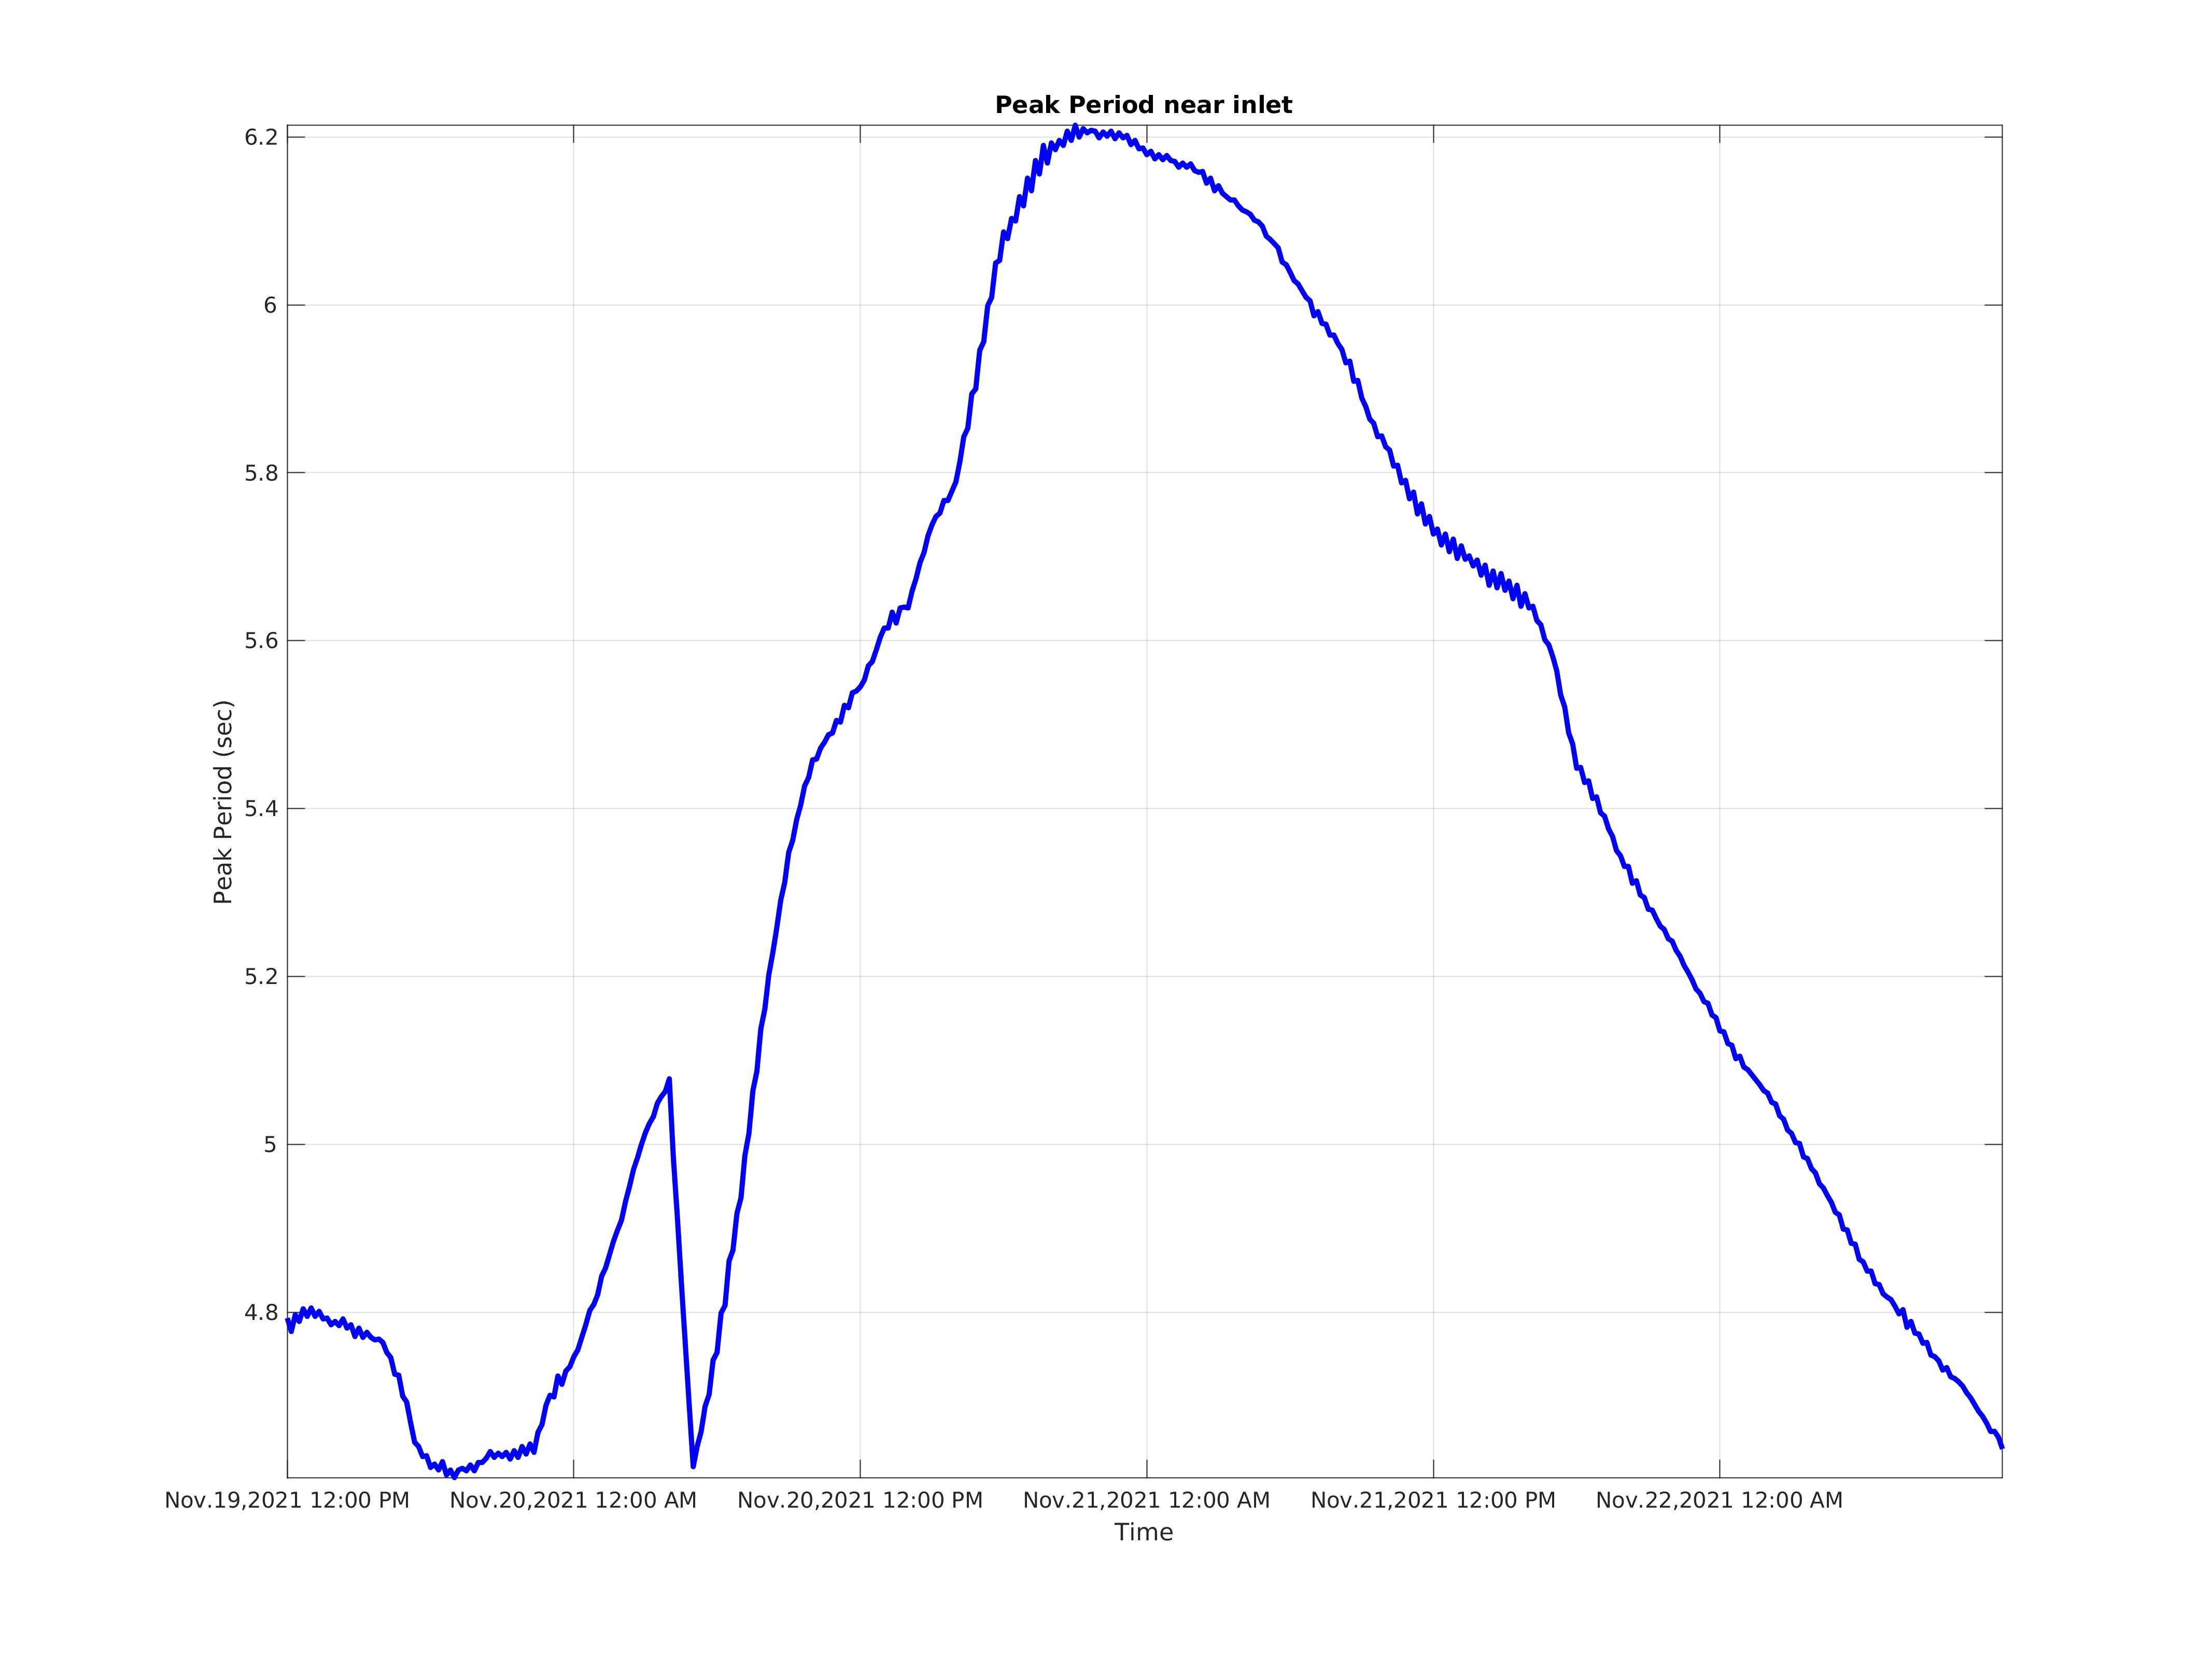 Peak Period near inlet
6.2
6
5.8
5.6
5.4
5.2
5
4.8
Peak Period (sec)
Nov.19,2021 12:00 PM Nov.20,2021 12:00 AM Nov.20,2021 12:00 PM Nov.21,2021 12:00 AM Nov.21,2021 12:00 PM Nov.22,2021 12:00 AM
Time